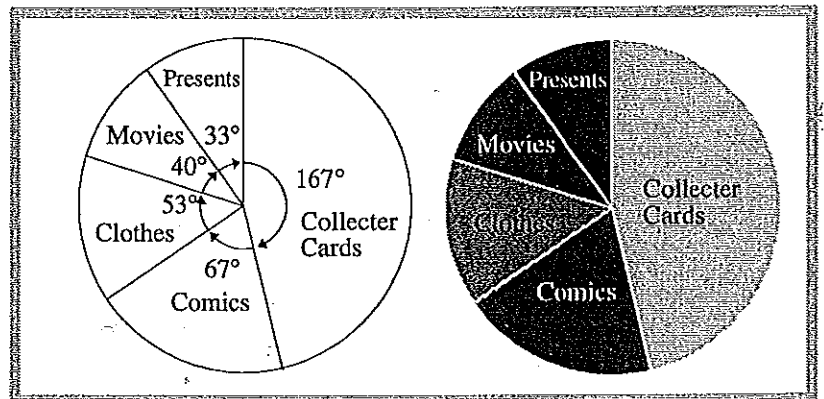 Presents
Movies
33°
40°
53°
167°
Clothes
Collecter
Cards
67°
Comics
Presents
Movies
Clothes
Collecter
Cards
Comics